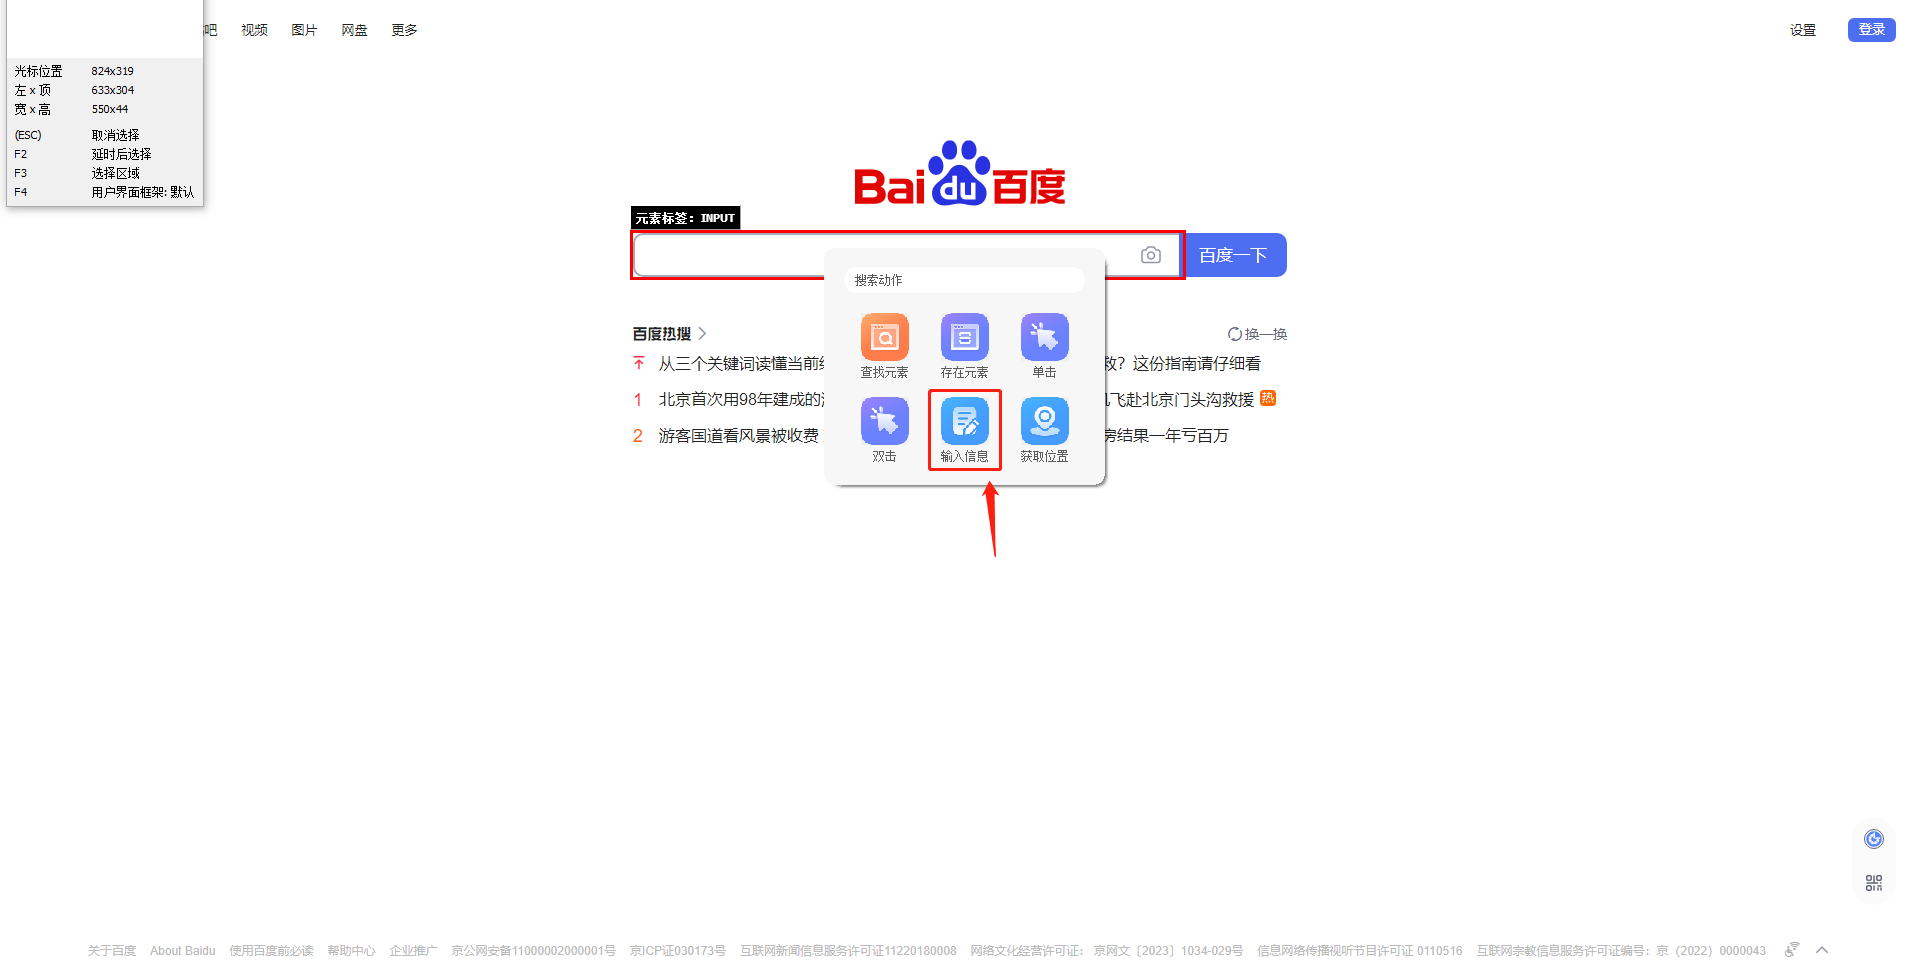 吧 视频 图片 网盘 更多 设置 登录
光标位置 824x319
左 x 顶 633x304
宽 x 高 550x44
(ESC) 取消选择
F2 延时后选择
F3 选择区域
F4 用户界面框架: 默认
Bai du 百度
元素标签: INPUT
百度一下
搜索动作
查找元素 存在元素 单击
双击 输入信息 获取位置
百度热搜 换一换
从三个关键词读懂当前 救? 这份指南请仔细看
1 北京首次用98年建成的 飞赴北京门头沟救援 热
2 游客国道看风景被收费 房结果一年亏百万
关于百度 About Baidu 使用百度前必读 帮助中心 企业推广 京公网安备11000002000001号 京ICP证030173号 互联网新闻信息服务许可证11220180008 网络文化经营许可证: 京网文〔2023〕1034-029号 信息网络传播视听节目许可证 0110516 互联网宗教信息服务许可证编号: 京（2022）0000043